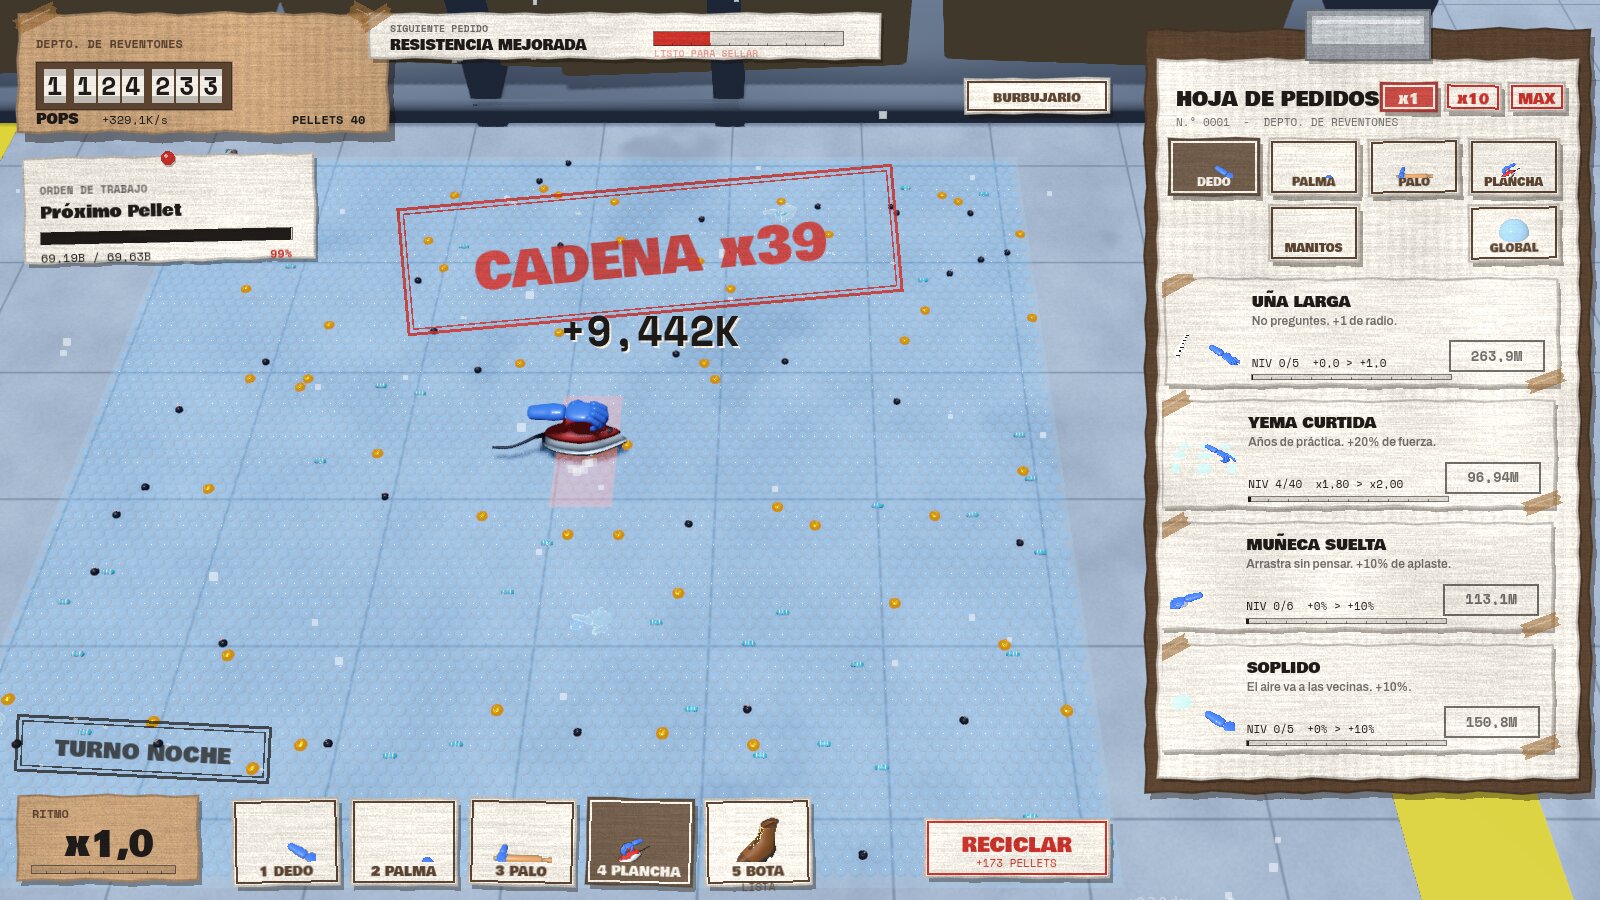 DEPTO. DE REVENTONES
1 124 233
POPS +329,1K/s PELLETS 40
SIGUIENTE PEDIDO
RESISTENCIA MEJORADA
LISTO PARA SELLAR
BURBUJARIO
ORDEN DE TRABAJO
Próximo Pellet
69,19B / 69,63B 99%
CADENA x39
+9,442K
TURNO NOCHE
RITMO
x1,0
1 DEDO
2 PALMA
3 PALO
4 PLANCHA
5 BOTA
LISTA
RECICLAR
+173 PELLETS
HOJA DE PEDIDOS x1 x10 MAX
N.° 0001 - DEPTO. DE REVENTONES
DEDO PALMA PALO PLANCHA
MANITOS GLOBAL
UÑA LARGA
No preguntes. +1 de radio.
NIV 0/5 +0,0 > +1,0 263,9M
YEMA CURTIDA
Años de práctica. +20% de fuerza.
NIV 4/40 x1,80 > x2,00 96,94M
MUÑECA SUELTA
Arrastra sin pensar. +10% de aplaste.
NIV 0/6 +0% > +10% 113,1M
SOPLIDO
El aire va a las vecinas. +10%.
NIV 0/5 +0% > +10% 150,8M